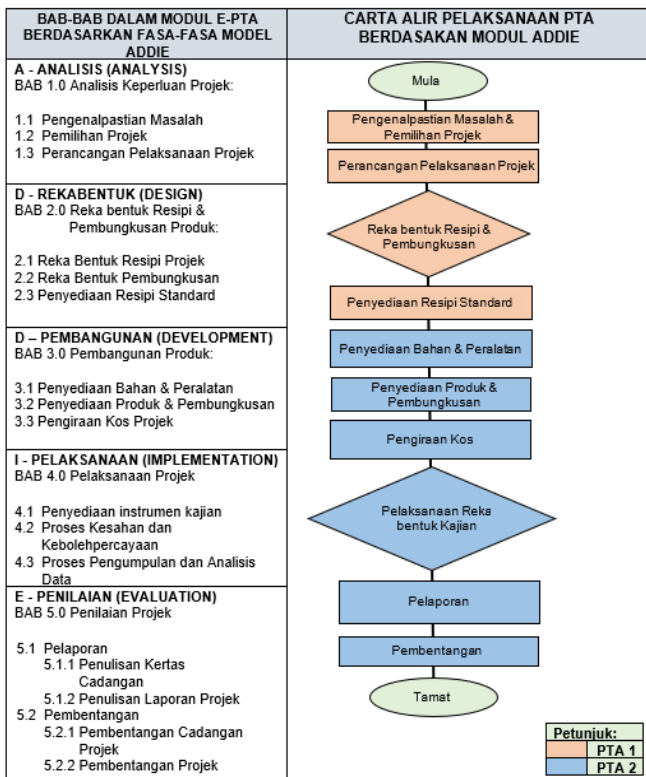 BAB-BAB DALAM MODUL E-PTA
BERDASARKAN FASA-FASA MODEL
ADDIE
A - ANALISIS (ANALYSIS)
BAB 1.0 Analisis Keperluan Projek:
1.1 Pengenalpastian Masalah
1.2 Pemilihan Projek
1.3 Perancangan Pelaksanaan Projek
D - REKABENTUK (DESIGN)
BAB 2.0 Reka bentuk Resipi &
Pembungkusan Produk:
2.1 Reka Bentuk Resipi Projek
2.2 Reka Bentuk Pembungkusan
2.3 Penyediaan Resipi Standard
D – PEMBANGUNAN (DEVELOPMENT)
BAB 3.0 Pembangunan Produk:
3.1 Penyediaan Bahan & Peralatan
3.2 Penyediaan Produk & Pembungkusan
3.3 Pengiraan Kos Projek
I - PELAKSANAAN (IMPLEMENTATION)
BAB 4.0 Pelaksanaan Projek
4.1 Penyediaan instrumen kajian
4.2 Proses Kesahan dan
Kebolehpercayaan
4.3 Proses Pengumpulan dan Analisis
Data
E - PENILAIAN (EVALUATION)
BAB 5.0 Penilaian Projek
5.1 Pelaporan
5.1.1 Penulisan Kertas
Cadangan
5.1.2 Penulisan Laporan Projek
5.2 Pembentangan
5.2.1 Pembentangan Cadangan
Projek
5.2.2 Pembentangan Projek
CARTA ALIR PELAKSANAAN PTA
BERDASAKAN MODUL ADDIE
Mula
Pengenalpastian Masalah &
Pemilihan Projek
Perancangan Pelaksanaan Projek
Reka bentuk Resipi &
Pembungkusan
Penyediaan Resipi Standard
Penyediaan Bahan & Peralatan
Penyediaan Produk &
Pembungkusan
Pengiraan Kos
Pelaksanaan Reka
bentuk Kajian
Pelaporan
Pembentangan
Tamat
Petunjuk:
PTA 1
PTA 2